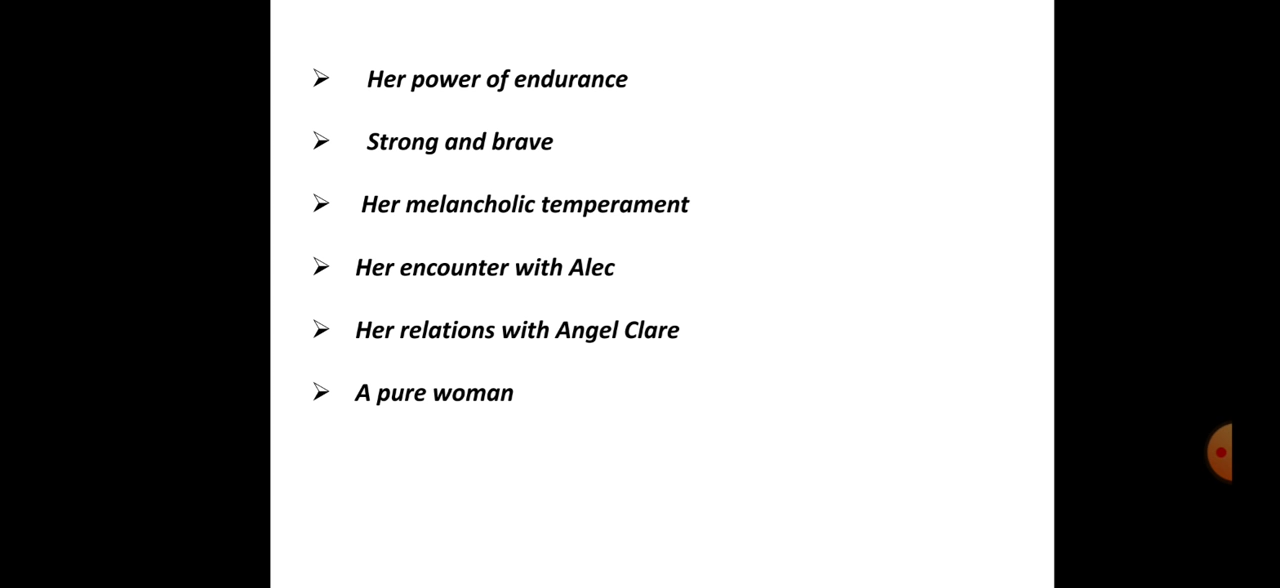 ➢ Her power of endurance
➢ Strong and brave
➢ Her melancholic temperament
➢ Her encounter with Alec
➢ Her relations with Angel Clare
➢ A pure woman